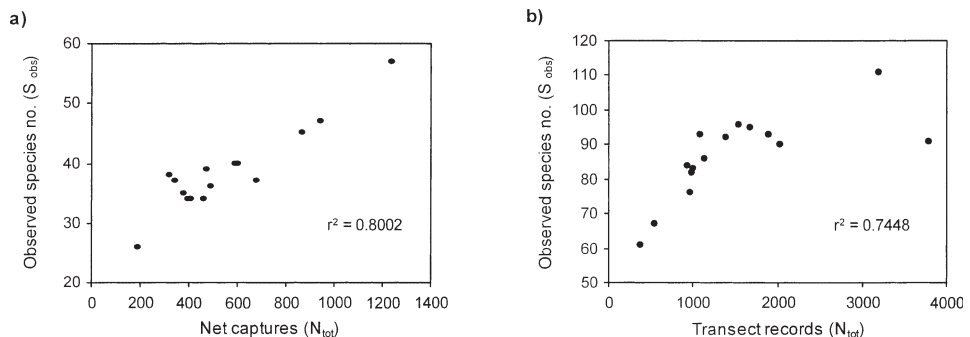 a)
Observed species no. (S obs)
60
50
40
30
20
r² = 0.8002
0 200 400 600 800 1000 1200 1400
Net captures (Ntot)
b)
Observed species no. (S obs)
120
110
100
90
80
70
60
50
r² = 0.7448
0 1000 2000 3000 4000
Transect records (Ntot)